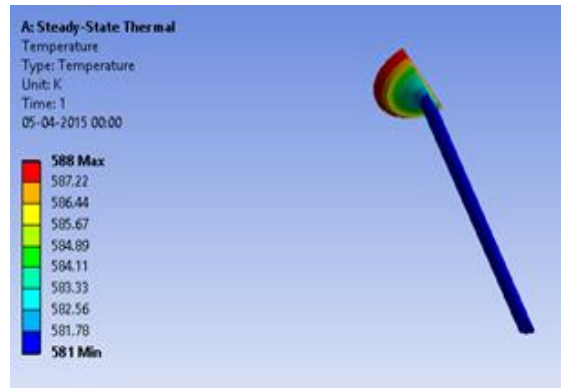 A: Steady-State Thermal
Temperature
Type: Temperature
Unit: K
Time: 1
05-04-2015 00:00
588 Max
587.22
586.44
585.67
584.89
584.11
583.33
582.56
581.78
581 Min